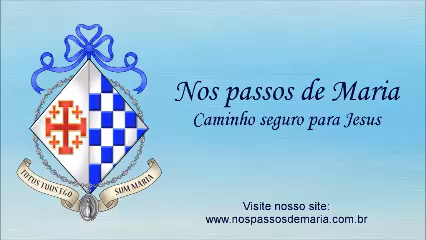 Nos passos de Maria
Caminho seguro para Jesus
TOTUS TUUS EGO
SUM MARIA
Visite nosso site:
www.nospassosdemaria.com.br